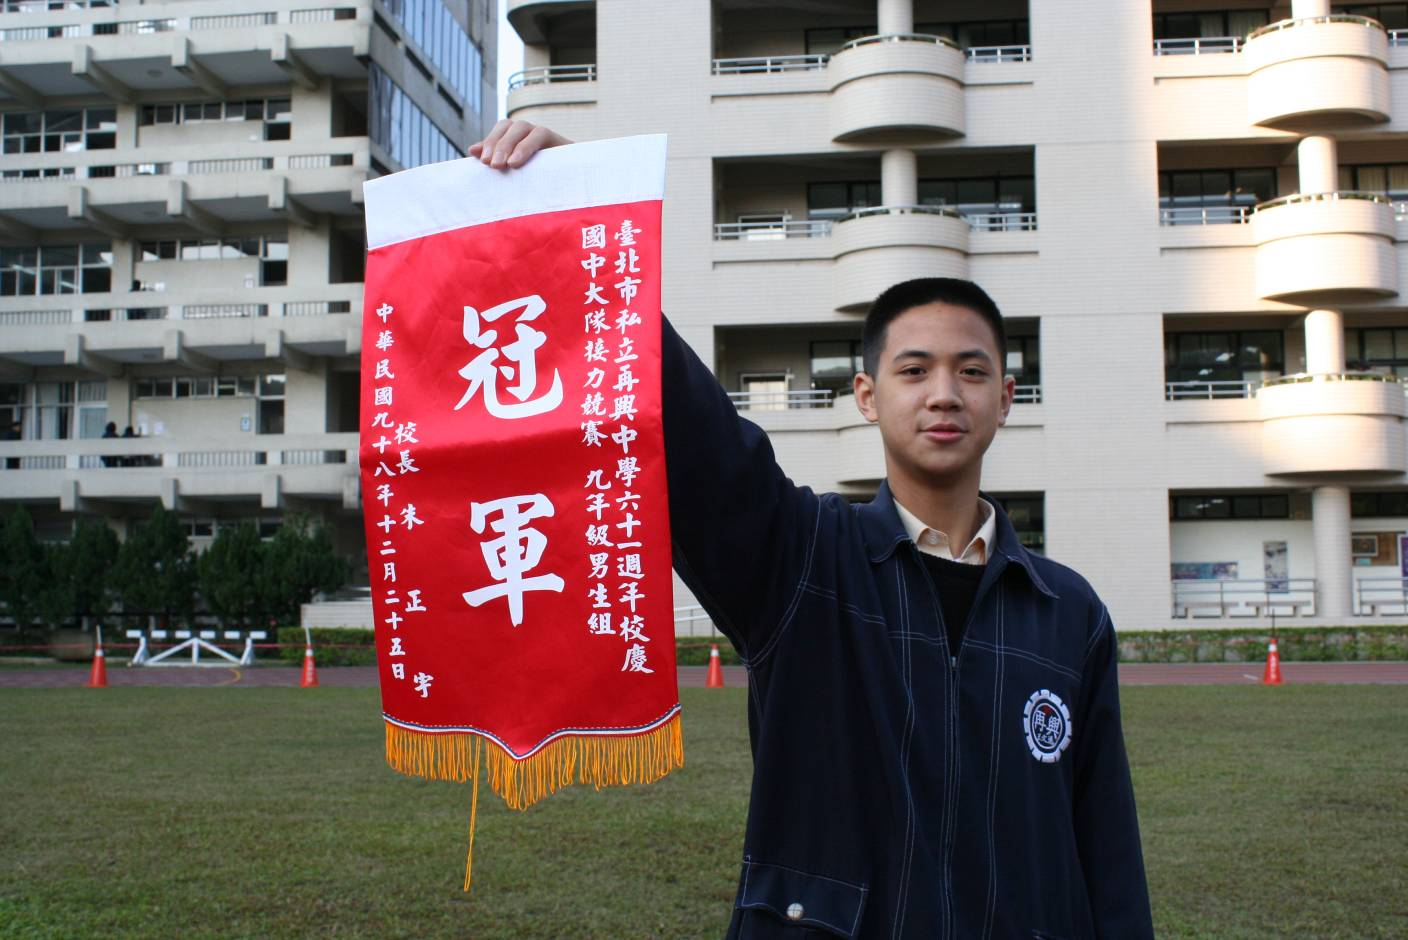 臺北市私立再興中學六十一週年校慶
國中大隊接力競賽 九年級男生組
冠軍
校長 朱正宇
中華民國九十八年十二月二十五日
再興